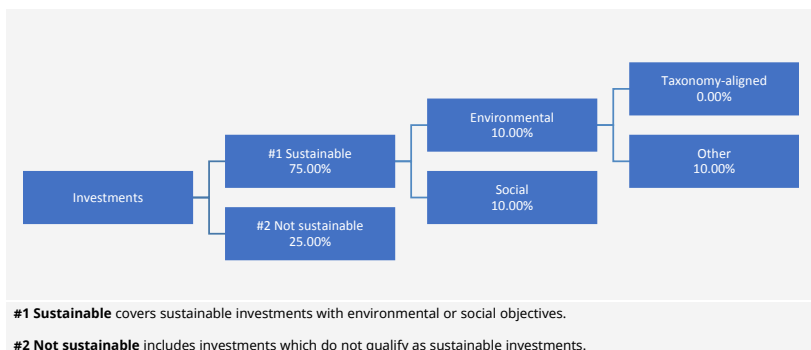 Taxonomy-aligned
0.00%
Environmental
10.00%
#1 Sustainable
75.00%
Other
10.00%
Investments
Social
10.00%
#2 Not sustainable
25.00%
#1 Sustainable covers sustainable investments with environmental or social objectives.
#2 Not sustainable includes investments which do not qualify as sustainable investments.